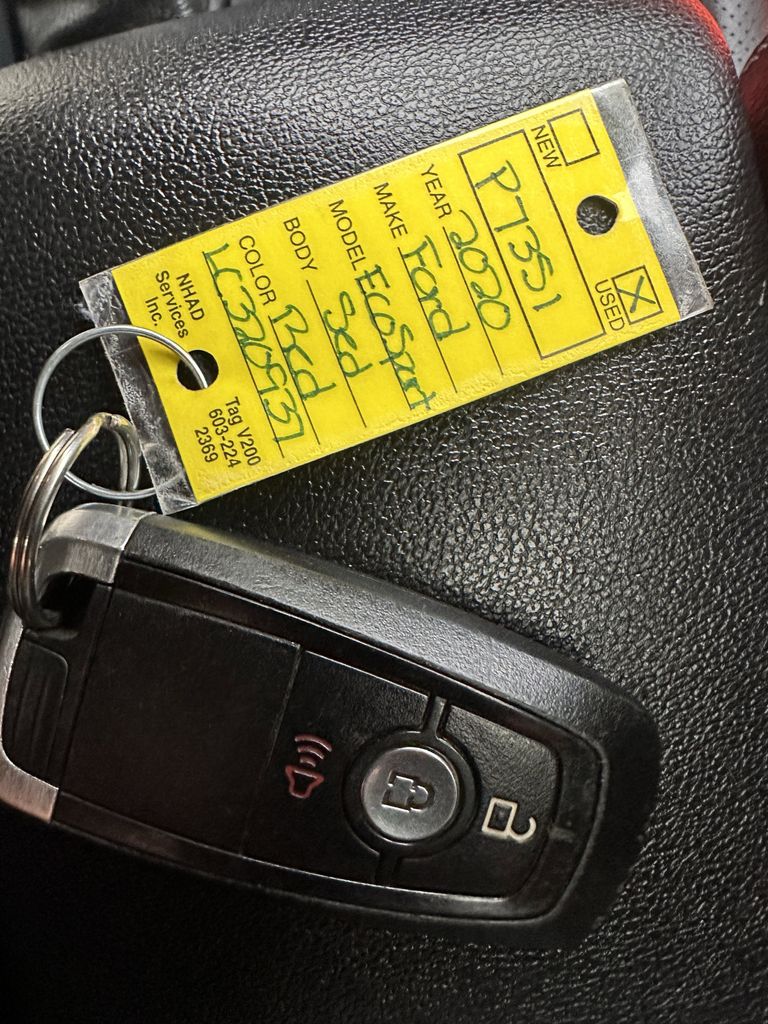 NEW
USED
P7351
YEAR 2020
MAKE Ford
MODEL EcoSport
BODY Sed
COLOR Red
LC320937
NHAD
Services
Inc.
Tag V200
603-224
2369